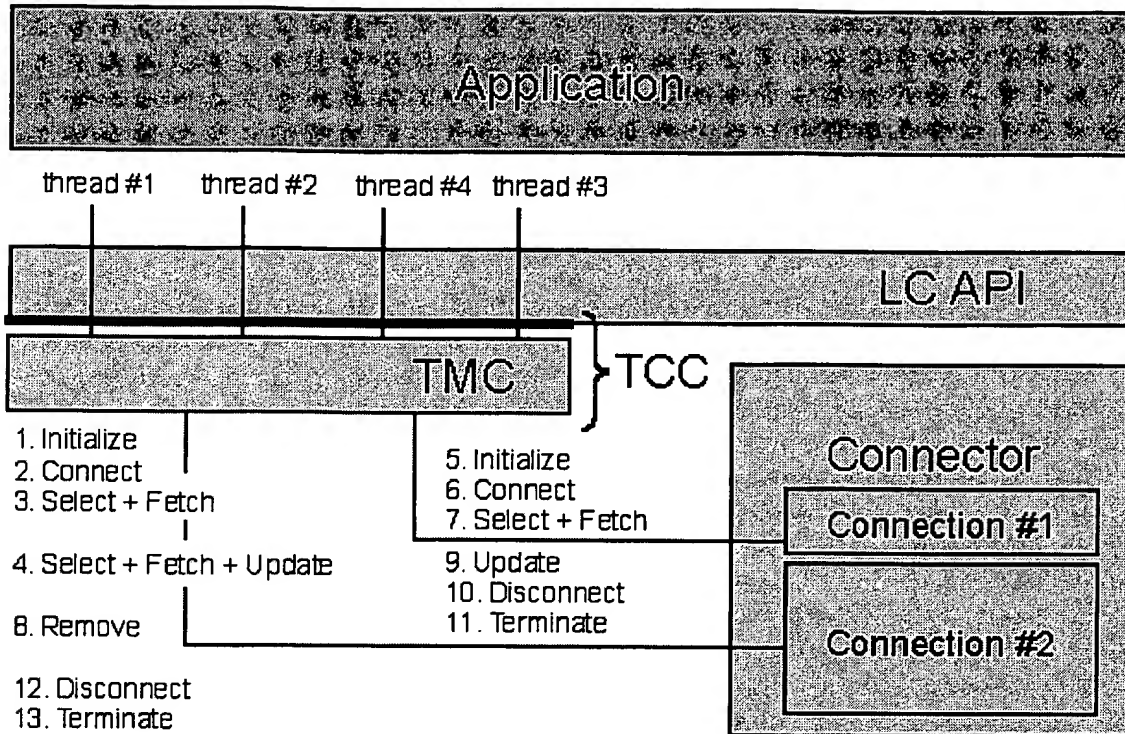 Application
thread #1
thread #2
thread #4
thread #3
LC API
TMC
TCC
1. Initialize
2. Connect
3. Select + Fetch
4. Select + Fetch + Update
8. Remove
12. Disconnect
13. Terminate
5. Initialize
6. Connect
7. Select + Fetch
9. Update
10. Disconnect
11. Terminate
Connector
Connection #1
Connection #2